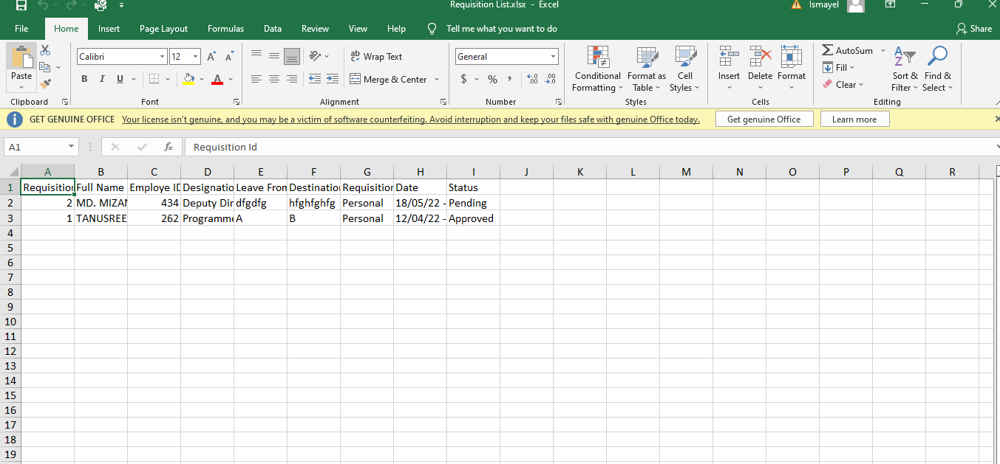 Requisition List.xlsx - Excel
Ismayel
File Home Insert Page Layout Formulas Data Review View Help Tell me what you want to do Share
Paste
Clipboard
Calibri 12
B I U A
Font
ab Wrap Text
Merge & Center
Alignment
General
$ % ,
Number
Conditional Formatting
Format as Table
Cell Styles
Styles
Insert Delete Format
Cells
AutoSum
Fill
Clear
Sort & Filter
Find & Select
Editing
GET GENUINE OFFICE Your license isn't genuine, and you may be a victim of software counterfeiting. Avoid interruption and keep your files safe with genuine Office today. Get genuine Office Learn more
A1 fx Requisition Id
A B C D E F G H I J K L M N O P Q R
1 Requisition Full Name Employe ID Designatio Leave From Destination Requisition Date Status
2 2 MD. MIZAN 434 Deputy Dir dfgdfg hfghfghfg Personal 18/05/22 - Pending
3 1 TANUSREE 262 Programme A B Personal 12/04/22 - Approved
4
5
6
7
8
9
10
11
12
13
14
15
16
17
18
19